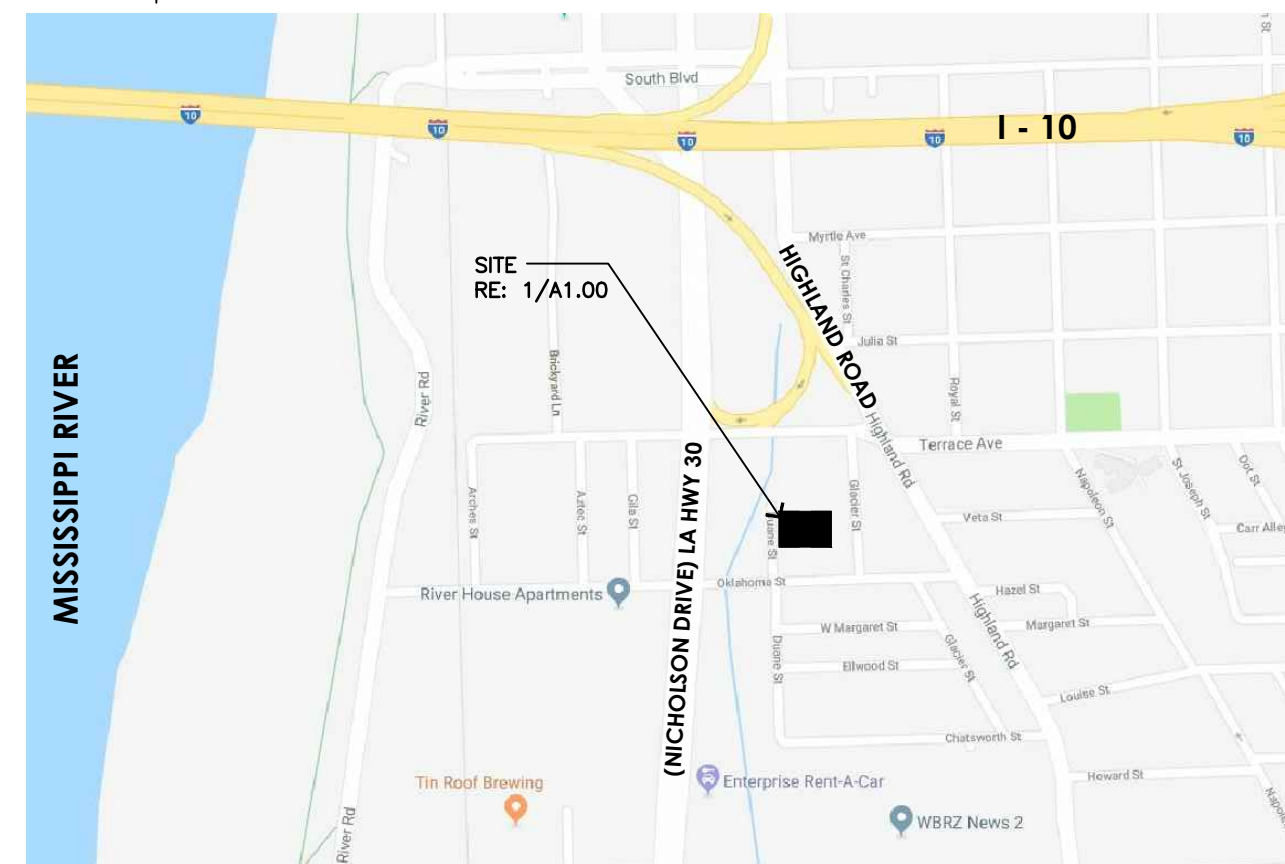 South Blvd
10
10
10
10
10
I - 10
Myrtle Ave
St Charles St
HIGHLAND ROAD
SITE
RE: 1/A1.00
Julia St
Brickyard Ln
River Rd
Royal St
MISSISSIPPI RIVER
Highland Rd
Terrace Ave
(NICHOLSON DRIVE) LA HWY 30
Arches St
Aztec St
Gila St
Glacier St
Napoleon St
St Joseph St
Dot St
Veta St
Carr Alley
Duane St
Oklahoma St
River House Apartments
Hazel St
Highland Rd
Margaret St
W Margaret St
Duane St
Ellwood St
Glacier St
Louise St
Chatsworth St
Tin Roof Brewing
Enterprise Rent-A-Car
Howard St
River Rd
WBRZ News 2